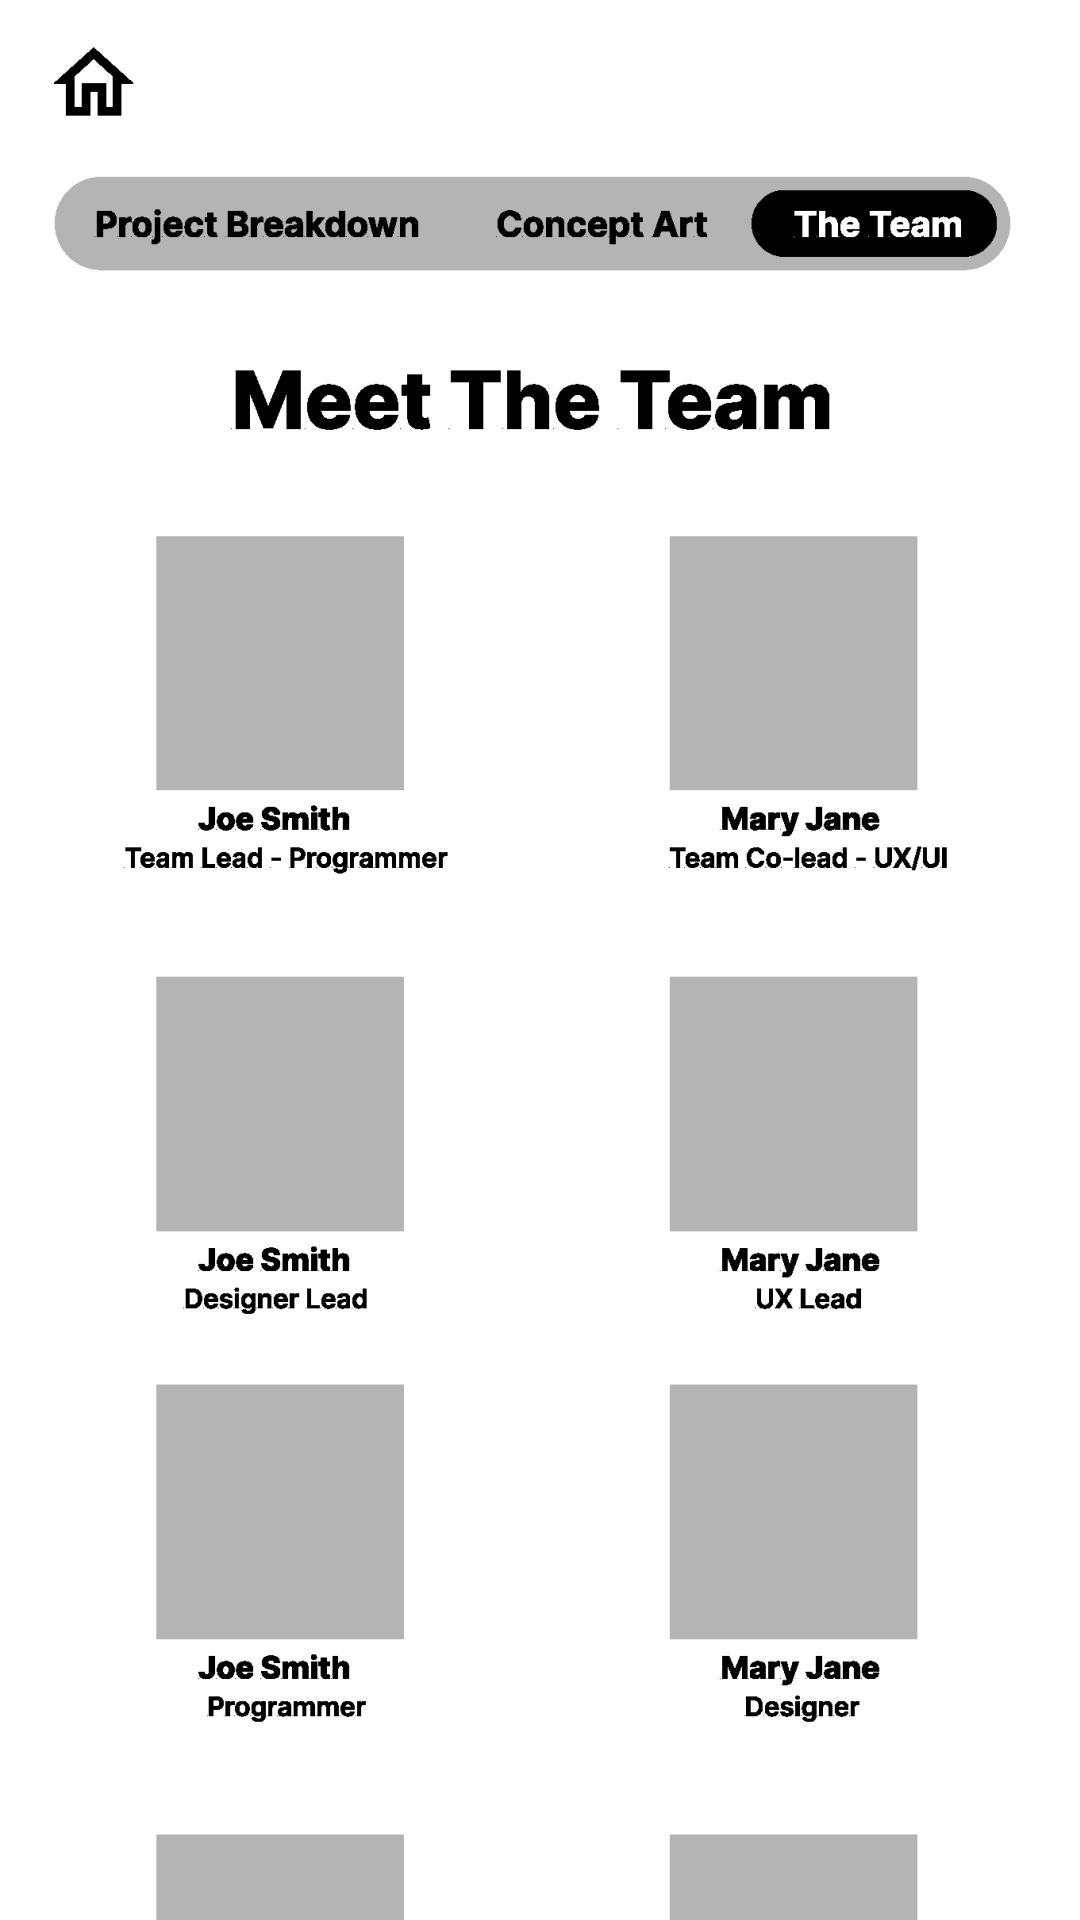 Project Breakdown Concept Art The Team
Meet The Team
Joe Smith
Team Lead - Programmer
Mary Jane
Team Co-lead - UX/UI
Joe Smith
Designer Lead
Mary Jane
UX Lead
Joe Smith
Programmer
Mary Jane
Designer